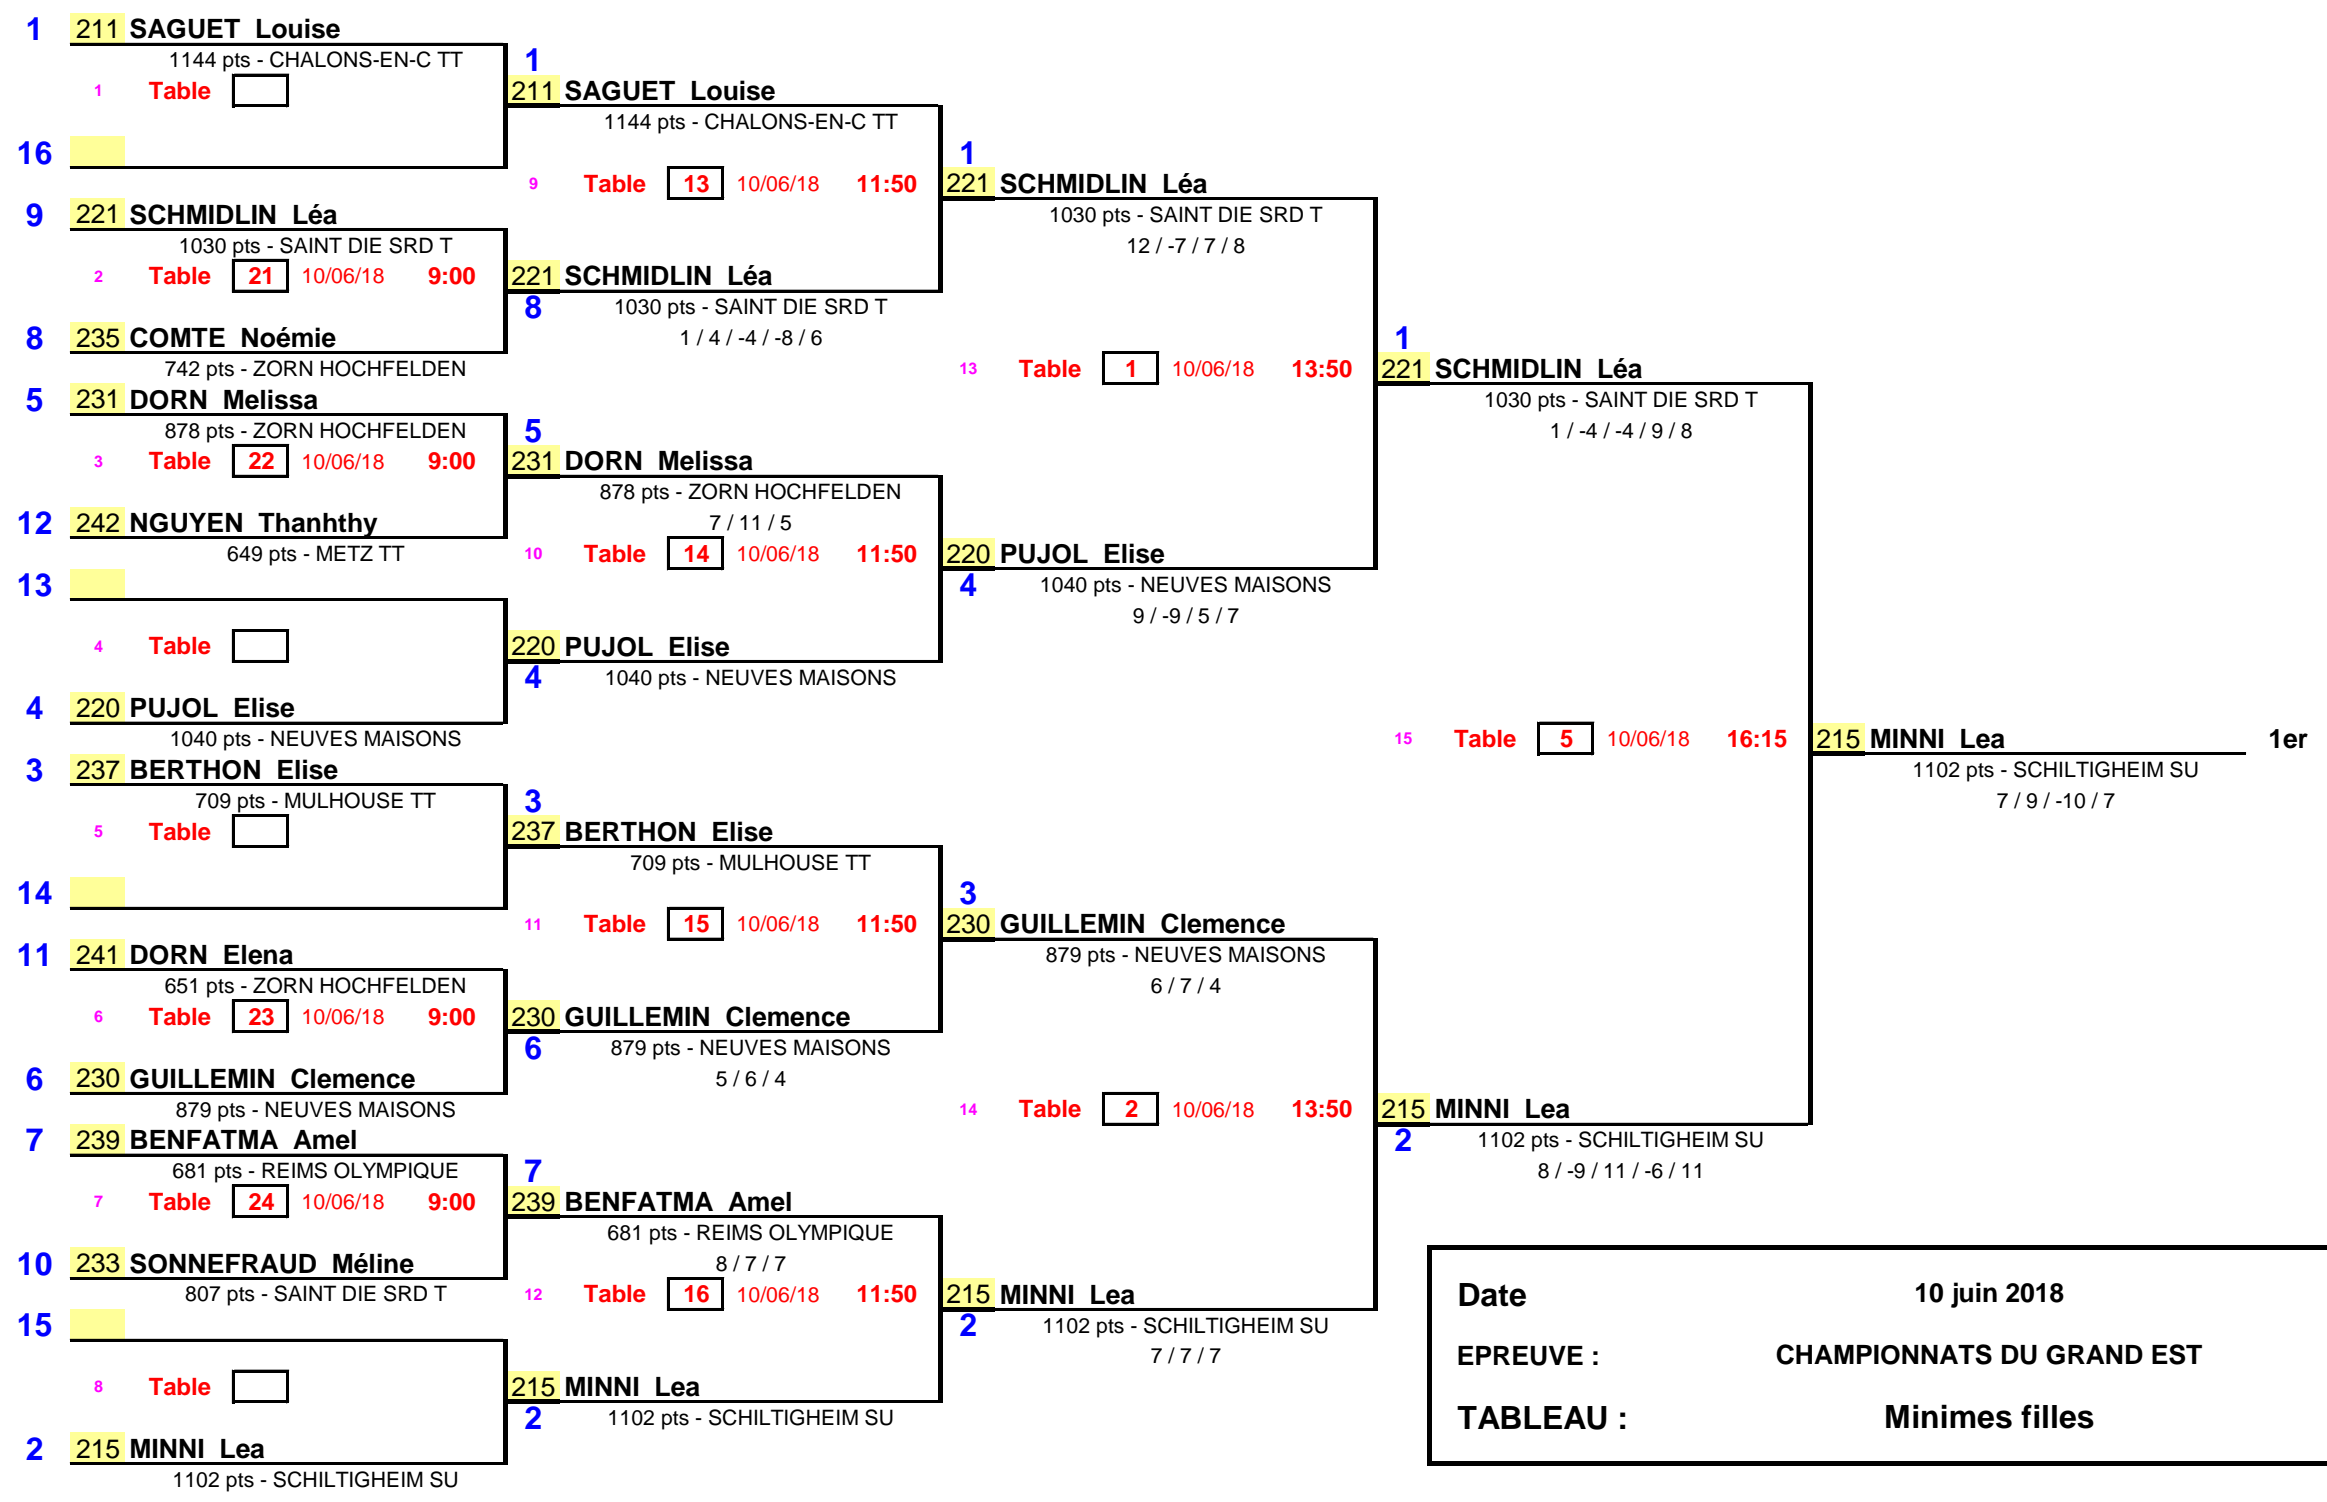 1 211 SAGUET Louise
1144 pts - CHALONS-EN-C TT
1 Table
16
9 221 SCHMIDLIN Léa
1030 pts - SAINT DIE SRD T
2 Table 21 10/06/18 9:00
8 235 COMTE Noémie
742 pts - ZORN HOCHFELDEN
5 231 DORN Melissa
878 pts - ZORN HOCHFELDEN
3 Table 22 10/06/18 9:00
12 242 NGUYEN Thanhthy
649 pts - METZ TT
13
4 Table
4 220 PUJOL Elise
1040 pts - NEUVES MAISONS
3 237 BERTHON Elise
709 pts - MULHOUSE TT
5 Table
14
11 241 DORN Elena
651 pts - ZORN HOCHFELDEN
6 Table 23 10/06/18 9:00
6 230 GUILLEMIN Clemence
879 pts - NEUVES MAISONS
7 239 BENFATMA Amel
681 pts - REIMS OLYMPIQUE
7 Table 24 10/06/18 9:00
10 233 SONNEFRAUD Méline
807 pts - SAINT DIE SRD T
15
8 Table
2 215 MINNI Lea
1102 pts - SCHILTIGHEIM SU
1
211 SAGUET Louise
1144 pts - CHALONS-EN-C TT
9 Table 13 10/06/18 11:50
221 SCHMIDLIN Léa
8
1030 pts - SAINT DIE SRD T
1 / 4 / -4 / -8 / 6
5
231 DORN Melissa
878 pts - ZORN HOCHFELDEN
7 / 11 / 5
10 Table 14 10/06/18 11:50
220 PUJOL Elise
4
1040 pts - NEUVES MAISONS
3
237 BERTHON Elise
709 pts - MULHOUSE TT
11 Table 15 10/06/18 11:50
230 GUILLEMIN Clemence
6
879 pts - NEUVES MAISONS
5 / 6 / 4
7
239 BENFATMA Amel
681 pts - REIMS OLYMPIQUE
8 / 7 / 7
12 Table 16 10/06/18 11:50
215 MINNI Lea
2
1102 pts - SCHILTIGHEIM SU
1
221 SCHMIDLIN Léa
1030 pts - SAINT DIE SRD T
12 / -7 / 7 / 8
13 Table 1 10/06/18 13:50
220 PUJOL Elise
4
1040 pts - NEUVES MAISONS
9 / -9 / 5 / 7
3
230 GUILLEMIN Clemence
879 pts - NEUVES MAISONS
6 / 7 / 4
14 Table 2 10/06/18 13:50
215 MINNI Lea
2
1102 pts - SCHILTIGHEIM SU
7 / 7 / 7
1
221 SCHMIDLIN Léa
1030 pts - SAINT DIE SRD T
1 / -4 / -4 / 9 / 8
15 Table 5 10/06/18 16:15
215 MINNI Lea
2
1102 pts - SCHILTIGHEIM SU
8 / -9 / 11 / -6 / 11
215 MINNI Lea 1er
1102 pts - SCHILTIGHEIM SU
7 / 9 / -10 / 7
Date 10 juin 2018
EPREUVE : CHAMPIONNATS DU GRAND EST
TABLEAU : Minimes filles